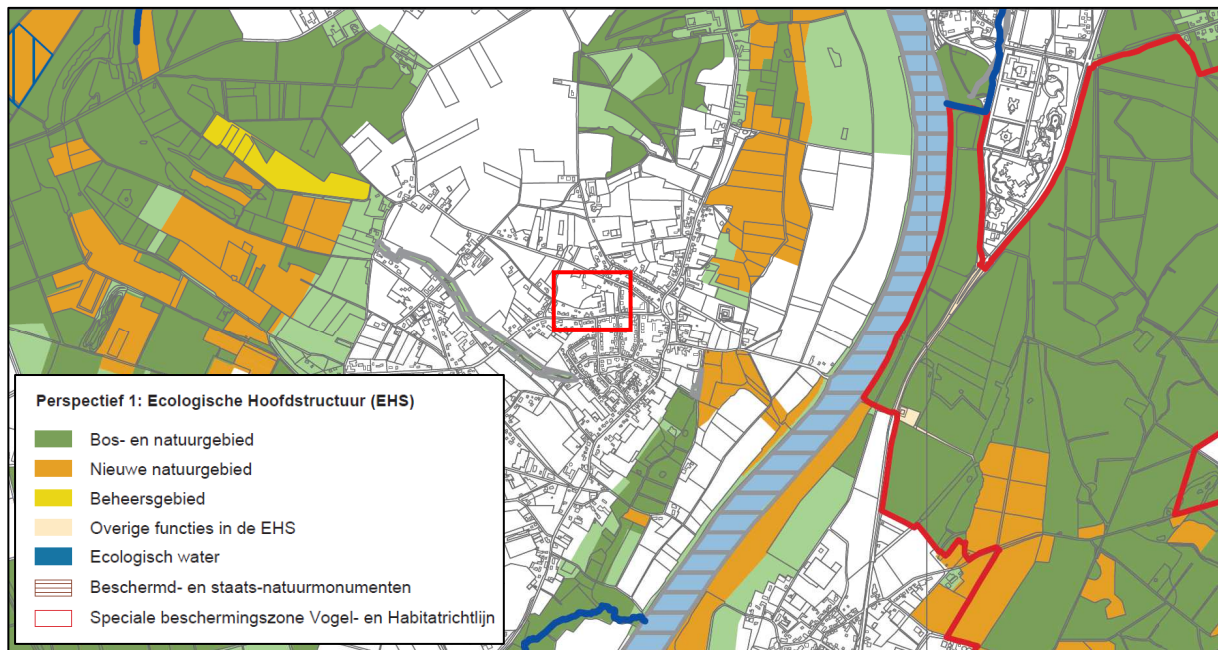 Perspectief 1: Ecologische Hoofdstructuur (EHS)
Bos- en natuurgebied
Nieuwe natuurgebied
Beheersgebied
Overige functies in de EHS
Ecologisch water
Beschermd- en staats-natuurmonumenten
Speciale beschermingszone Vogel- en Habitatrichtlijn